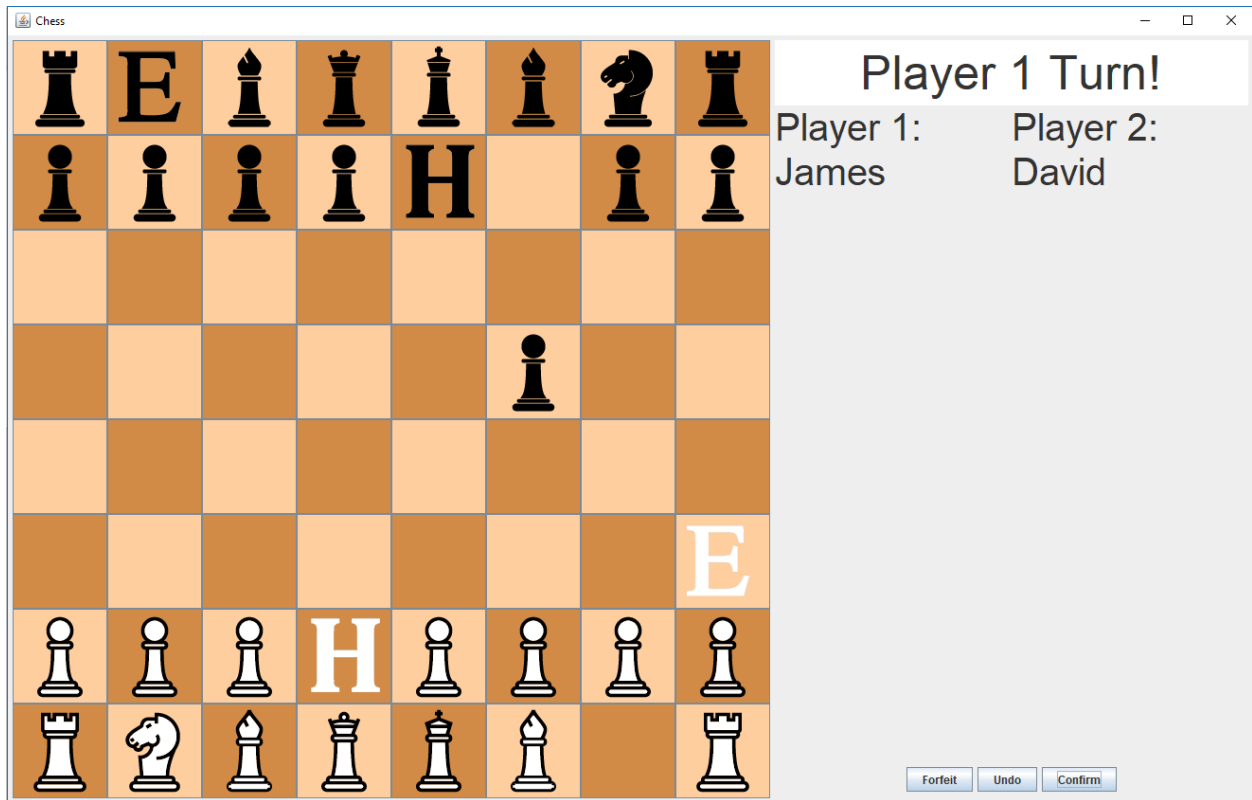 Chess
Player 1 Turn!
Player 1: Player 2:
James David
E
H
E
H
Forfeit Undo Confirm